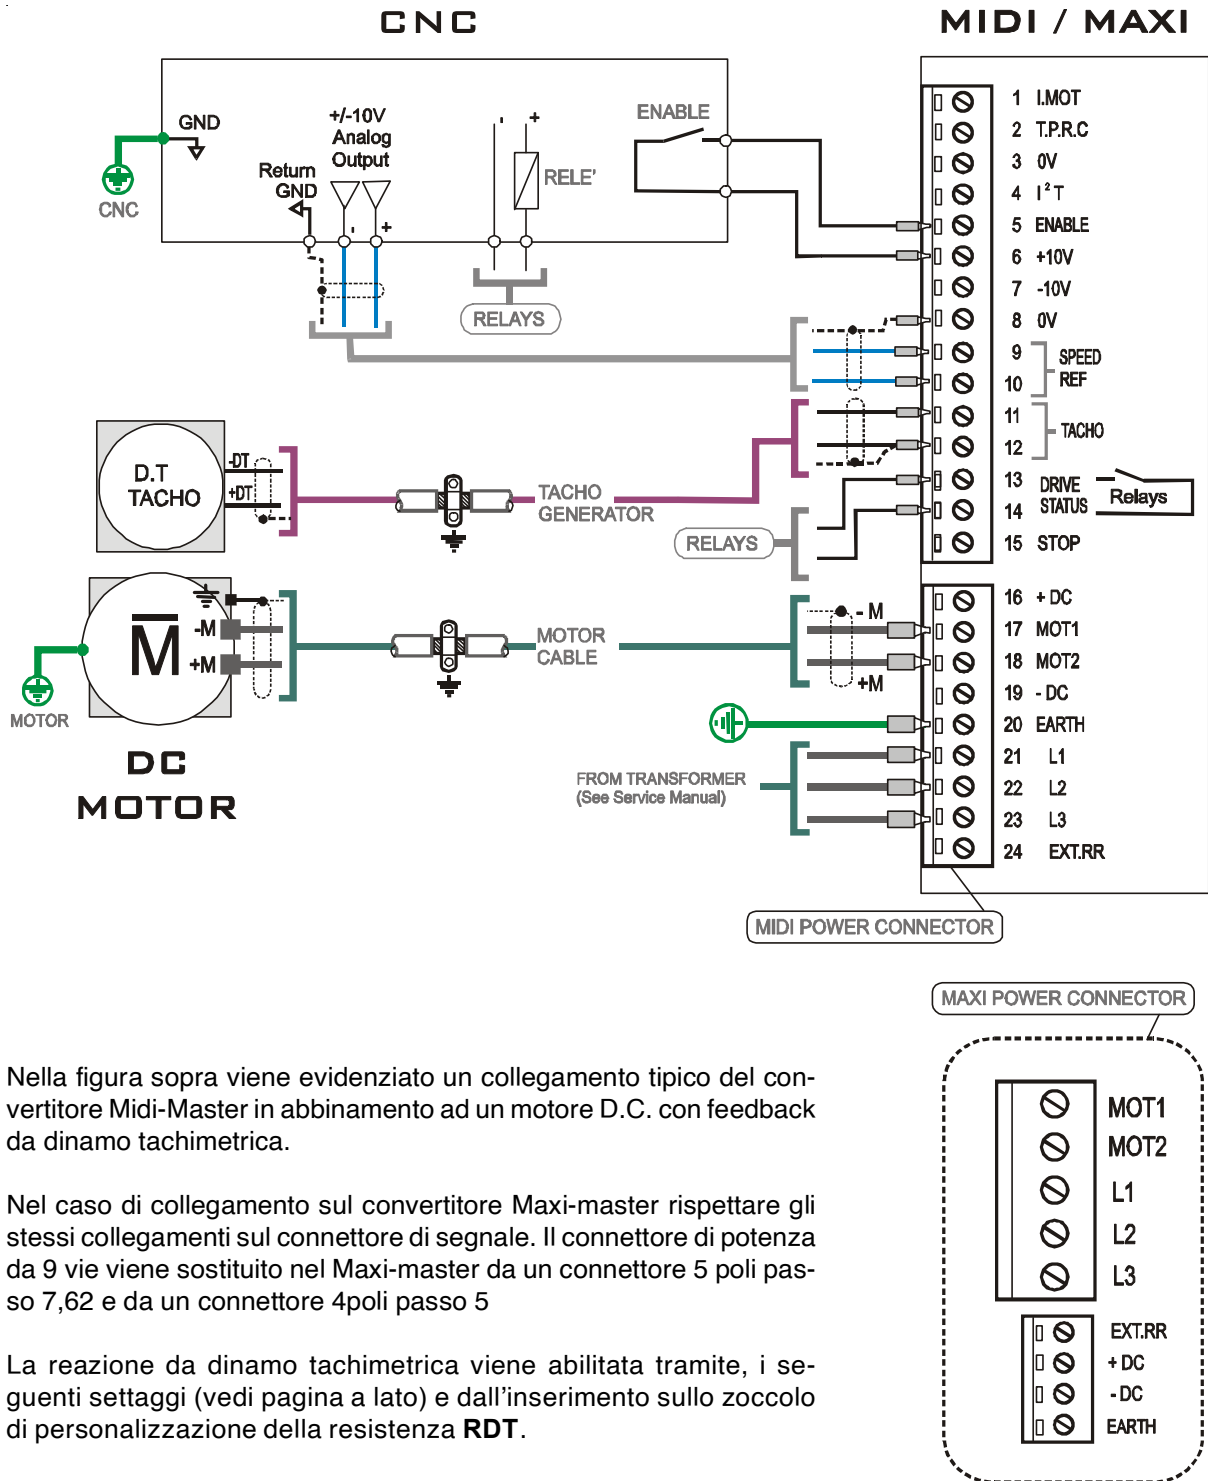 CNC
MIDI / MAXI
GND
+/-10V
Analog
Output
Return
GND
- +
RELE'
ENABLE
CNC
- +
RELAYS
1 I.MOT
2 T.P.R.C
3 0V
4 I²T
5 ENABLE
6 +10V
7 -10V
8 0V
9
10
SPEED
REF
11
12
TACHO
13
14
DRIVE
STATUS
Relays
15 STOP
D.T
TACHO
-DT
+DT
TACHO
GENERATOR
RELAYS
M
-M
+M
MOTOR
MOTOR
CABLE
- M
+M
DC
MOTOR
16 + DC
17 MOT1
18 MOT2
19 - DC
20 EARTH
21 L1
22 L2
23 L3
24 EXT.RR
FROM TRANSFORMER
(See Service Manual)
MIDI POWER CONNECTOR
MAXI POWER CONNECTOR
MOT1
MOT2
L1
L2
L3
EXT.RR
+ DC
- DC
EARTH
Nella figura sopra viene evidenziato un collegamento tipico del con-
vertitore Midi-Master in abbinamento ad un motore D.C. con feedback
da dinamo tachimetrica.
Nel caso di collegamento sul convertitore Maxi-master rispettare gli
stessi collegamenti sul connettore di segnale. Il connettore di potenza
da 9 vie viene sostituito nel Maxi-master da un connettore 5 poli pas-
so 7,62 e da un connettore 4poli passo 5
La reazione da dinamo tachimetrica viene abilitata tramite, i se-
guenti settaggi (vedi pagina a lato) e dall'inserimento sullo zoccolo
di personalizzazione della resistenza RDT.